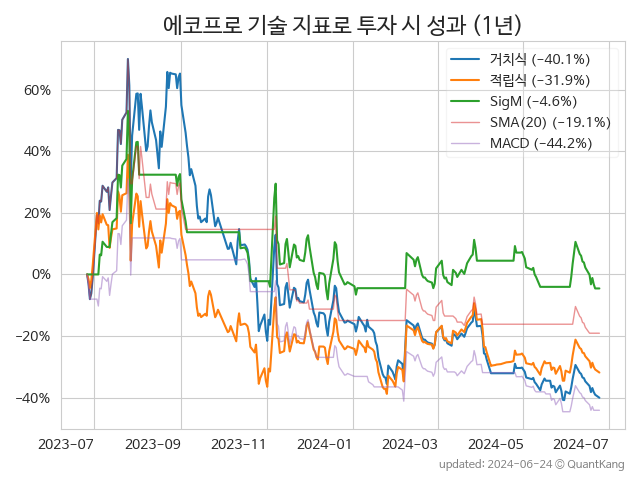 에코프로 기술 지표로 투자 시 성과 (1년)
거치식 (−40.1%)
적립식 (−31.9%)
SigM (−4.6%)
SMA(20) (−19.1%)
MACD (−44.2%)
60%
40%
20%
0%
−20%
−40%
2023−07 2023−09 2023−11 2024−01 2024−03 2024−05 2024−07
updated: 2024−06−24 ⓒ QuantKang